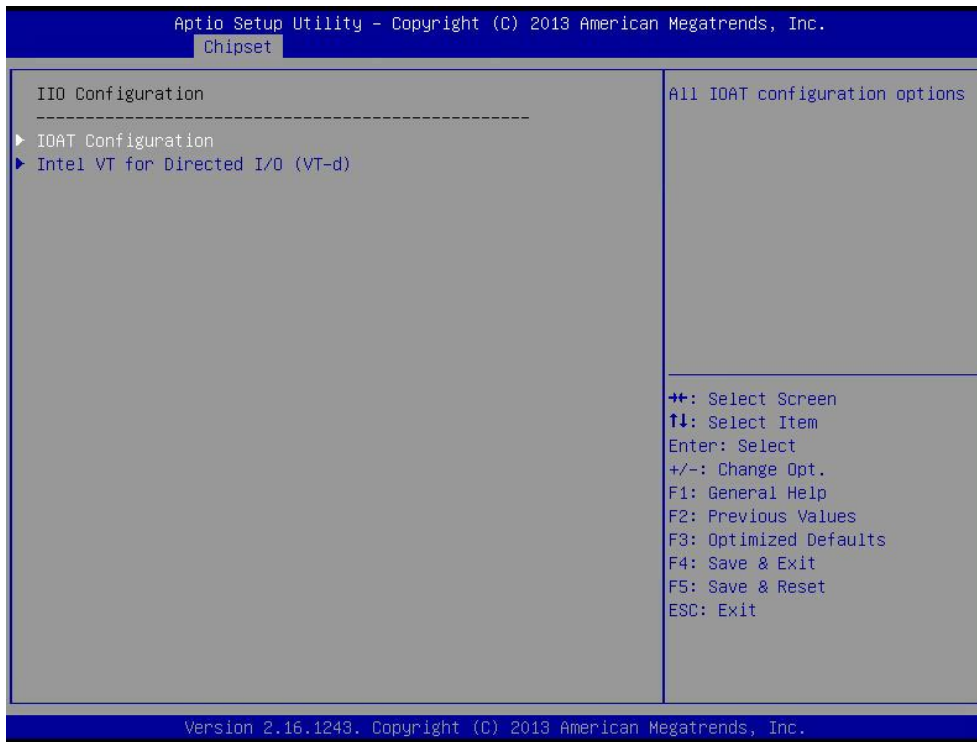 Aptio Setup Utility – Copyright (C) 2013 American Megatrends, Inc.
Chipset
IIO Configuration
IOAT Configuration
Intel VT for Directed I/O (VT-d)
All IOAT configuration options
→←: Select Screen
↑↓: Select Item
Enter: Select
+/-: Change Opt.
F1: General Help
F2: Previous Values
F3: Optimized Defaults
F4: Save & Exit
F5: Save & Reset
ESC: Exit
Version 2.16.1243. Copyright (C) 2013 American Megatrends, Inc.